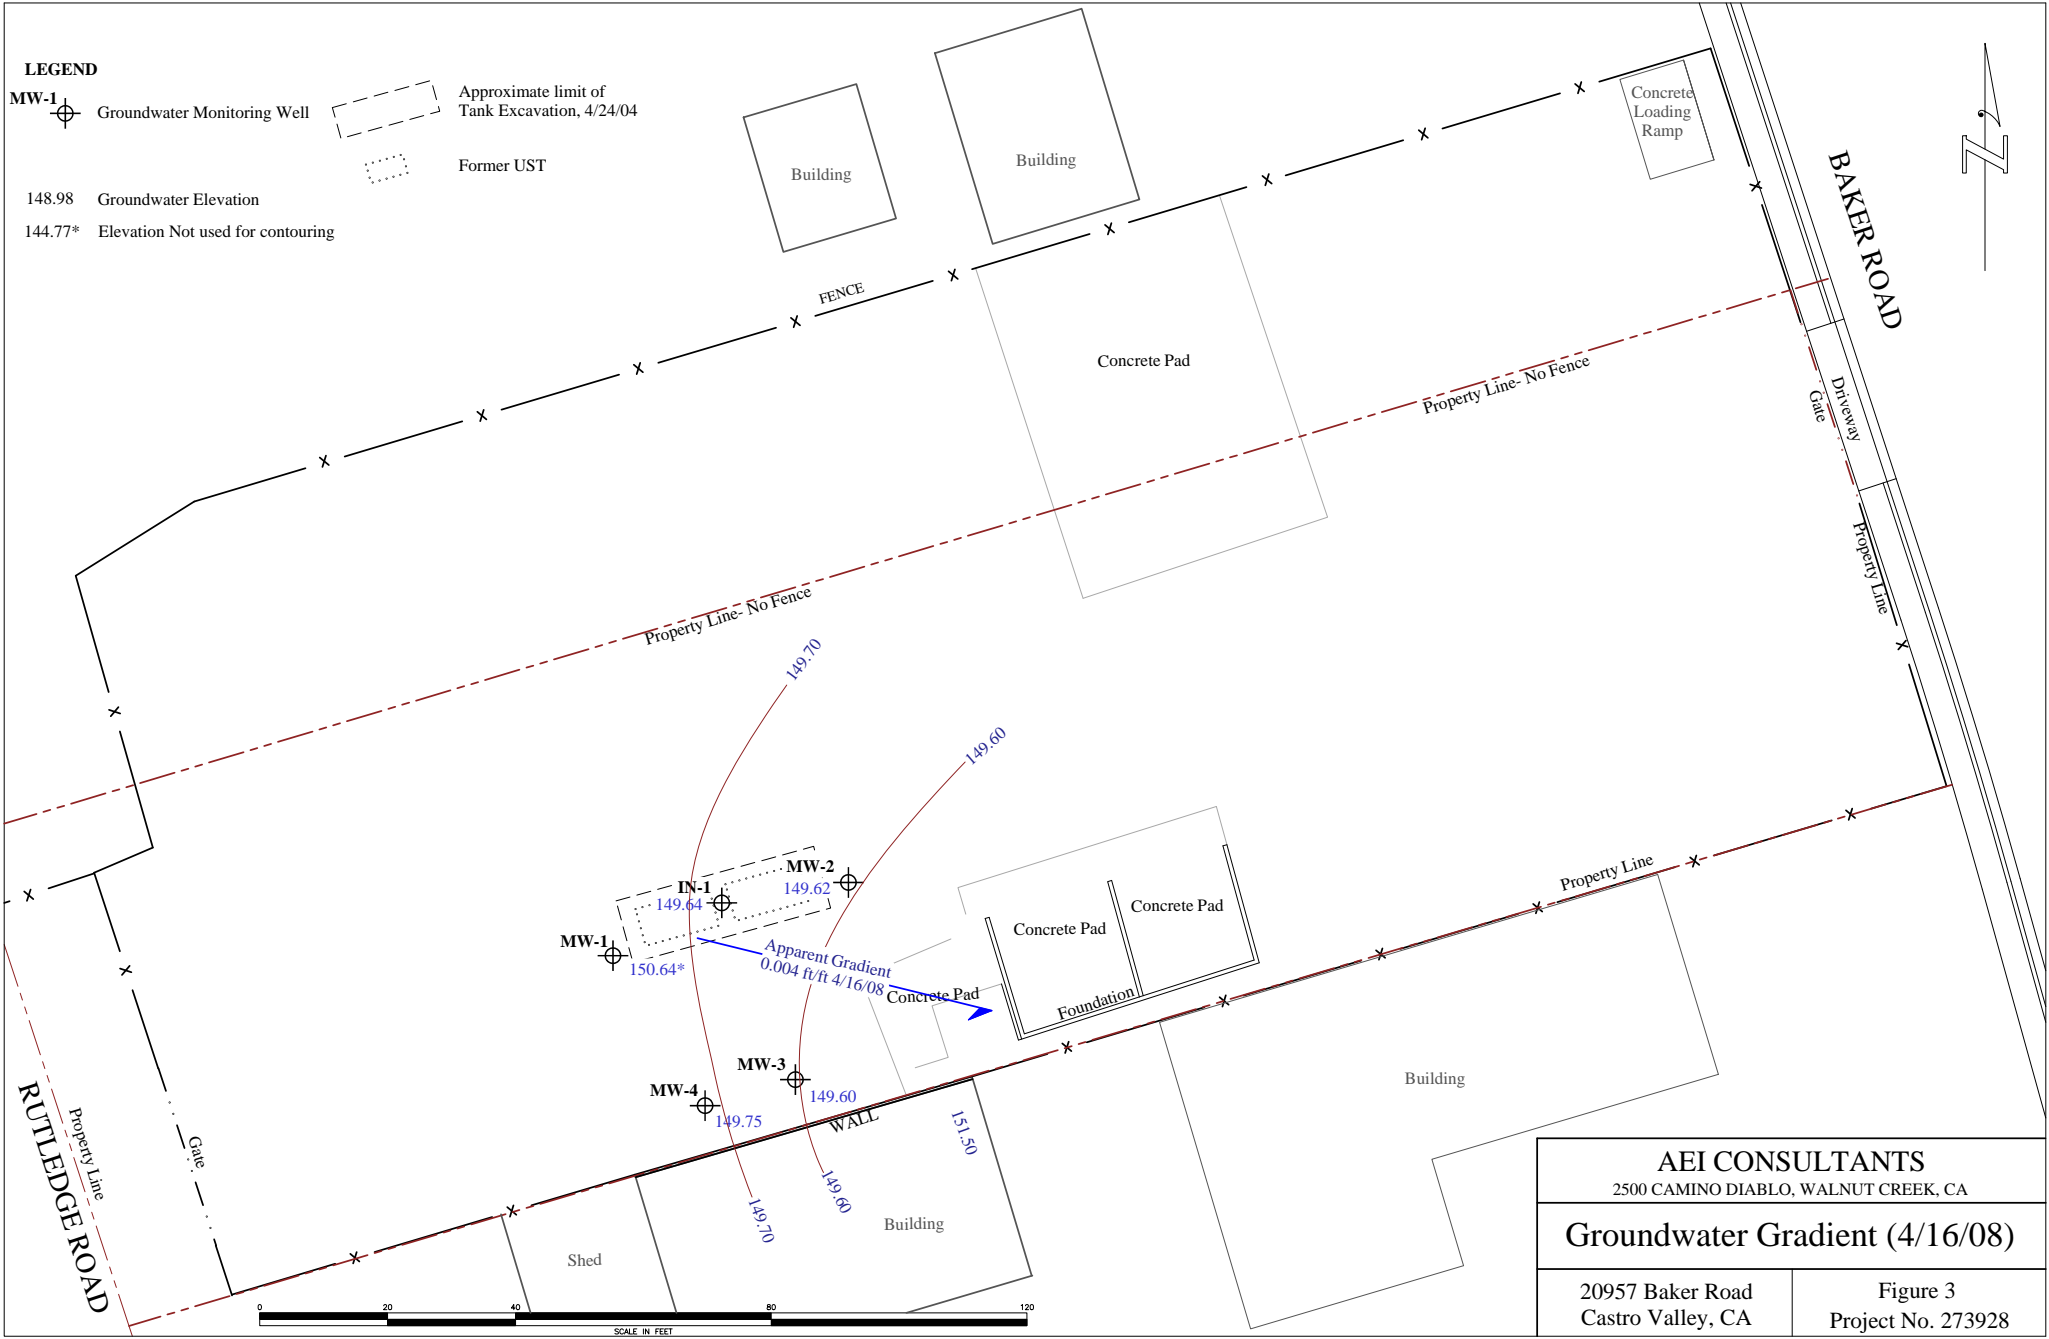 LEGEND
MW-1
Groundwater Monitoring Well
Approximate limit of
Tank Excavation, 4/24/04
Former UST
148.98 Groundwater Elevation
144.77* Elevation Not used for contouring
Building
Building
Concrete
Loading
Ramp
Z
BAKER ROAD
FENCE
Concrete Pad
Property Line- No Fence
Driveway
Gate
Property Line- No Fence
Property Line
149.70
149.60
MW-2
149.62
IN-1
149.64
MW-1
150.64*
Apparent Gradient
0.004 ft/ft 4/16/08
Concrete Pad
Concrete Pad
Concrete Pad
Foundation
Property Line
MW-3
149.60
MW-4
149.75
WALL
151.50
149.60
149.70
Building
Building
Shed
Gate
Property Line
RUTLEDGE ROAD
0 20 40 80 120
SCALE IN FEET
AEI CONSULTANTS
2500 CAMINO DIABLO, WALNUT CREEK, CA
Groundwater Gradient (4/16/08)
20957 Baker Road
Castro Valley, CA
Figure 3
Project No. 273928